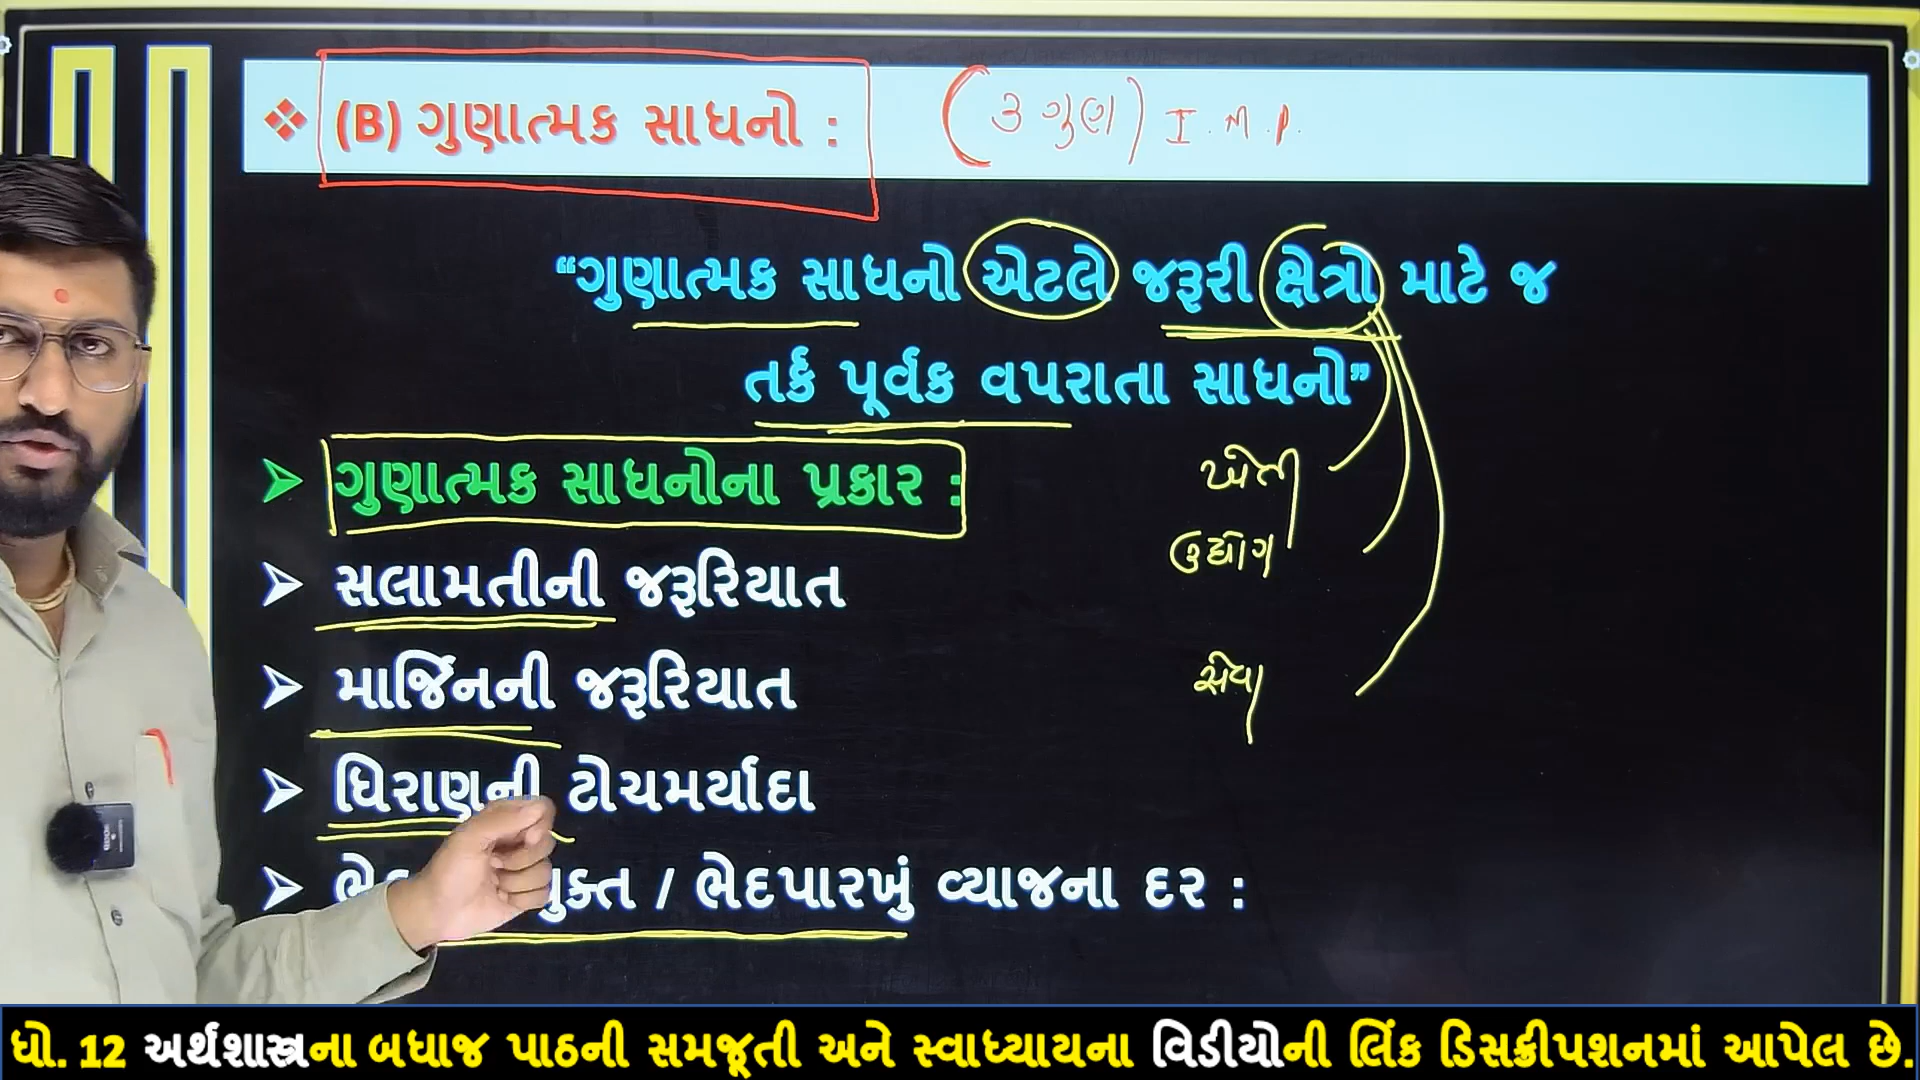 ❖ (B) ગુણાત્મક સાધનો : (૩ ગુણ) I.M.P.
“ગુણાત્મક સાધનો એટલે જરૂરી ક્ષેત્રો માટે જ
તર્ક પૂર્વક વપરાતા સાધનો”
➤ ગુણાત્મક સાધનોના પ્રકાર :
ખેતી
ઉદ્યોગ
➤ સલામતીની જરૂરિયાત
➤ માર્જિનની જરૂરિયાત
સેવા
➤ ધિરાણની ટોચમર્યાદા
➤ / ભેદપારખું વ્યાજના દર :
ધો. 12 અર્થશાસ્ત્રના બધાજ પાઠની સમજૂતી અને સ્વાધ્યાયના વિડીયોની લિંક ડિસક્રીપશનમાં આપેલ છે.